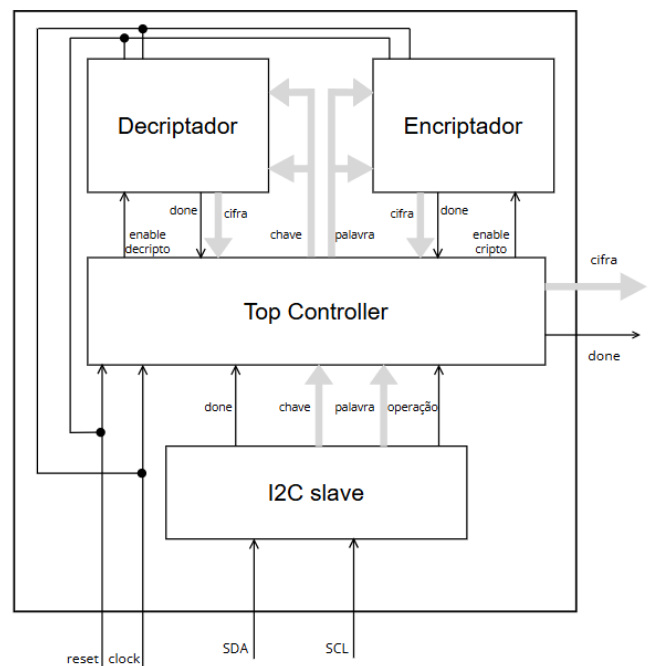 Decriptador
Encriptador
done
cifra
enable
decripto
chave
palavra
cifra
done
enable
cripto
cifra
Top Controller
done
done
chave
palavra
operação
I2C slave
SDA
SCL
reset
clock